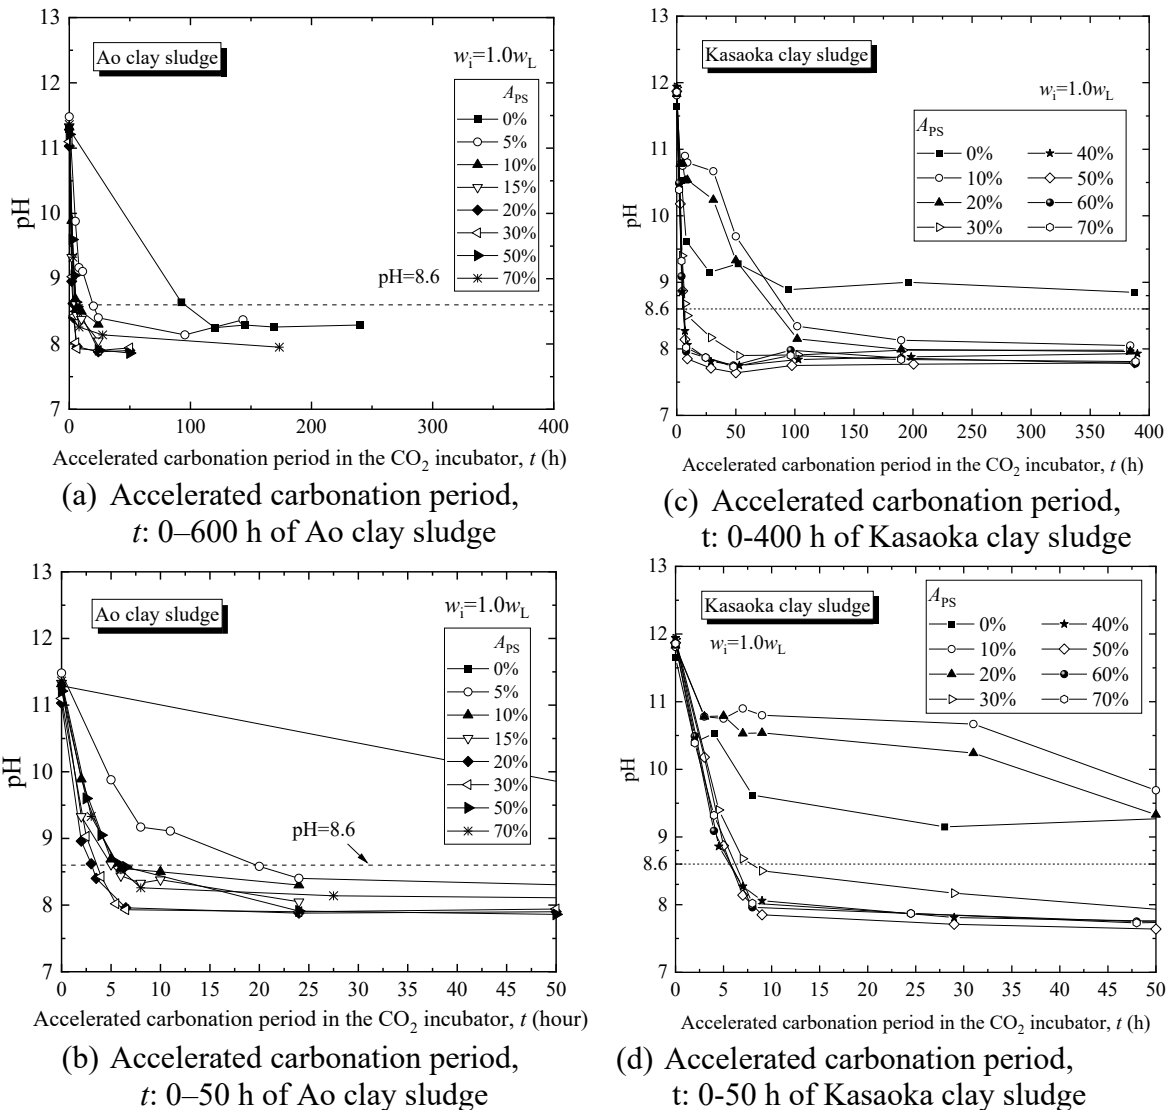 13
12
11
10
9
8
7
pH
Ao clay sludge
wᵢ=1.0w_L
A_PS
0%
5%
10%
15%
20%
30%
50%
70%
pH=8.6
0 100 200 300 400
Accelerated carbonation period in the CO₂ incubator, t (h)
(a) Accelerated carbonation period,
t: 0–600 h of Ao clay sludge
13
12
11
10
9
8.6
8
7
pH
Kasaoka clay sludge
wᵢ=1.0w_L
A_PS
0% 40%
10% 50%
20% 60%
30% 70%
0 50 100 150 200 250 300 350 400
Accelerated carbonation period in the CO₂ incubator, t (h)
(c) Accelerated carbonation period,
t: 0-400 h of Kasaoka clay sludge
13
12
11
10
9
8
7
pH
Ao clay sludge
wᵢ=1.0w_L
A_PS
0%
5%
10%
15%
20%
30%
50%
70%
pH=8.6
0 5 10 15 20 25 30 35 40 45 50
Accelerated carbonation period in the CO₂ incubator, t (hour)
(b) Accelerated carbonation period,
t: 0–50 h of Ao clay sludge
13
12
11
10
9
8.6
8
7
pH
Kasaoka clay sludge
wᵢ=1.0w_L
A_PS
0% 40%
10% 50%
20% 60%
30% 70%
0 5 10 15 20 25 30 35 40 45 50
Accelerated carbonation period in the CO₂ incubator, t (h)
(d) Accelerated carbonation period,
t: 0-50 h of Kasaoka clay sludge